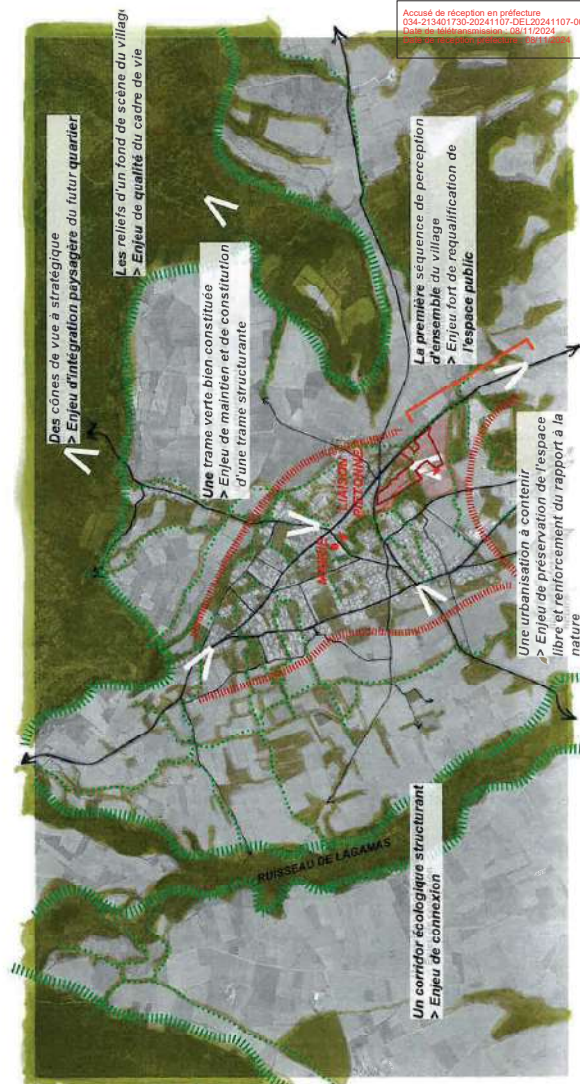 Accusé de réception en préfecture
034-213401730-20241107-DEL20241107-0
Date de télétransmission : 08/11/2024
Des cônes de vue à stratégique
> Enjeu d'intégration paysagère du futur quartier
Les reliefs d'un fond de scène du village
> Enjeu de qualité du cadre de vie
Une trame verte bien constituée
> Enjeu de maintien et de constitution
d'une trame structurante
La première séquence de perception
d'ensemble du village
> Enjeu fort de requalification de
l'espace public
MAIRIE
LIAISON
PIETONNE
Une urbanisation à contenir
> Enjeu de préservation de l'espace
libre et renforcement du rapport à la
nature
RUISSEAU DE LAGAMAS
Un corridor écologique structurant
> Enjeu de connexion